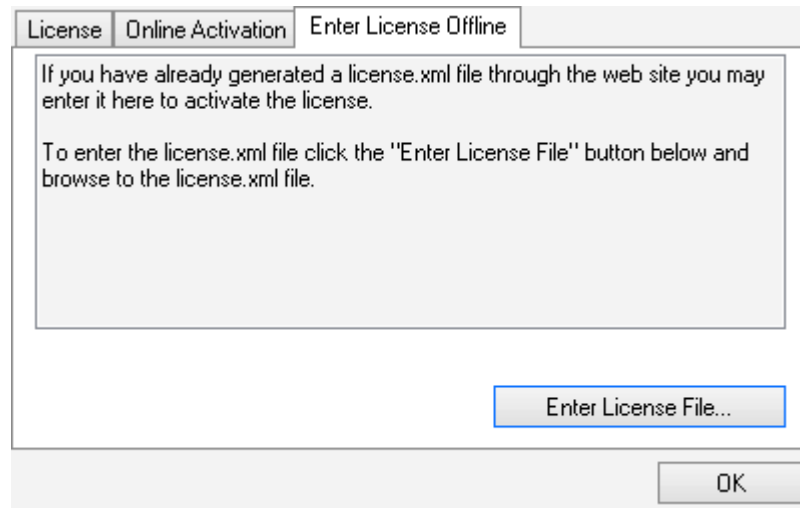 License Online Activation Enter License Offline
If you have already generated a license.xml file through the web site you may
enter it here to activate the license.
To enter the license.xml file click the "Enter License File" button below and
browse to the license.xml file.
Enter License File...
OK